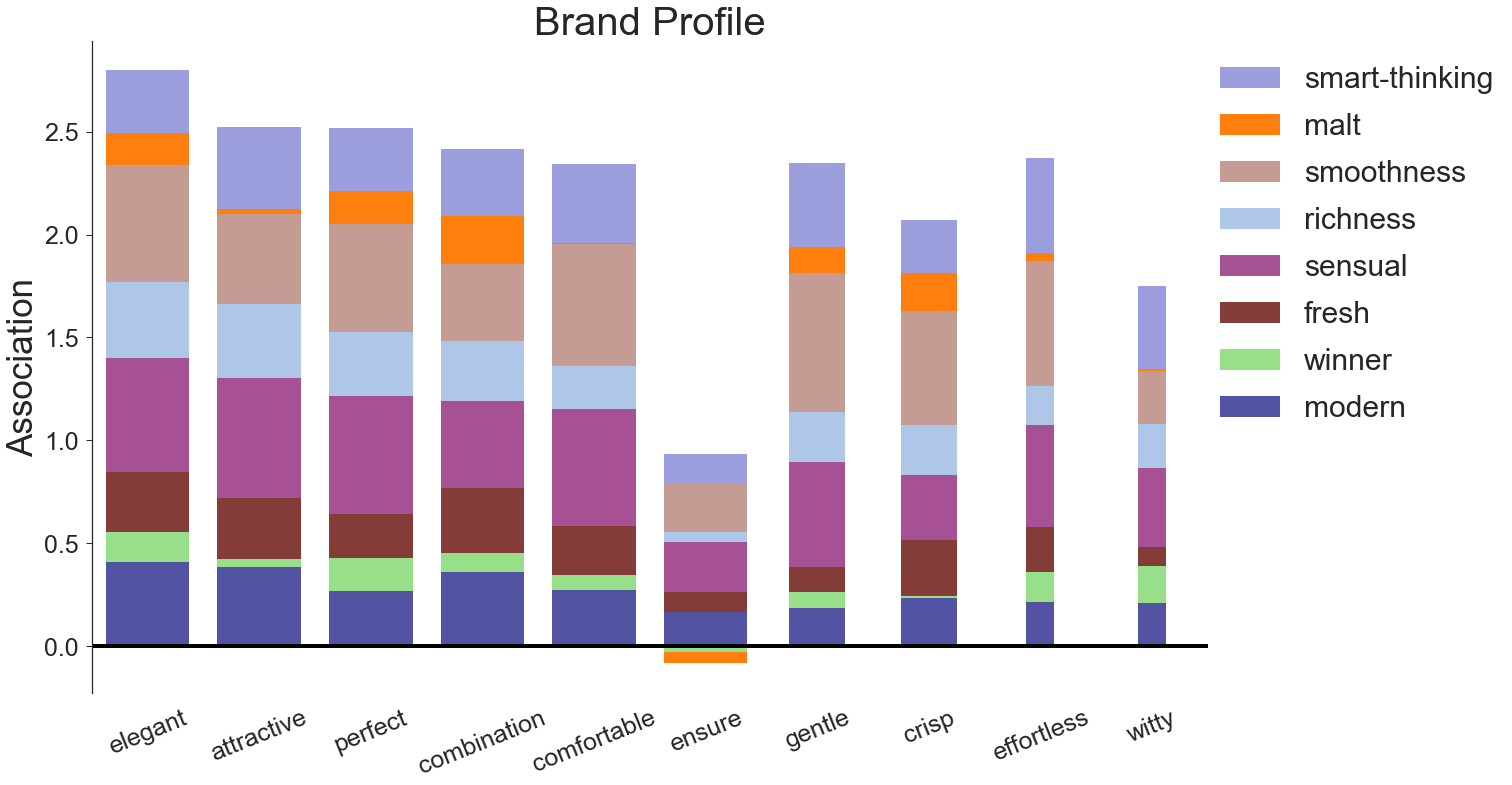 Brand Profile
Association
2.5
2.0
1.5
1.0
0.5
0.0
elegant
attractive
perfect
combination
comfortable
ensure
gentle
crisp
effortless
witty
smart-thinking
malt
smoothness
richness
sensual
fresh
winner
modern